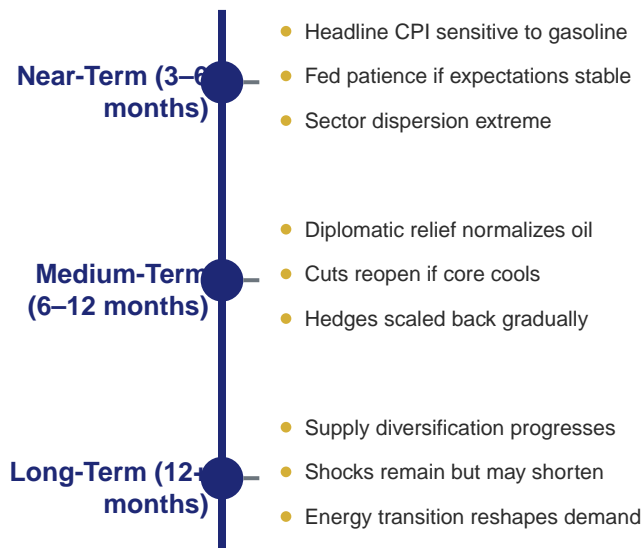 Near-Term (3–6 months)
Headline CPI sensitive to gasoline
Fed patience if expectations stable
Sector dispersion extreme
Medium-Term
(6–12 months)
Diplomatic relief normalizes oil
Cuts reopen if core cools
Hedges scaled back gradually
Long-Term (12+
months)
Supply diversification progresses
Shocks remain but may shorten
Energy transition reshapes demand